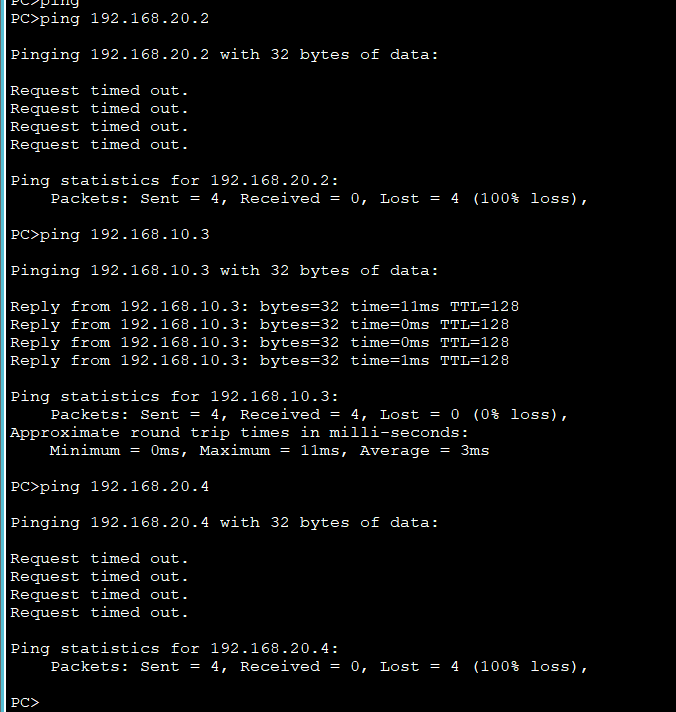 PC>ping
PC>ping 192.168.20.2
Pinging 192.168.20.2 with 32 bytes of data:
Request timed out.
Request timed out.
Request timed out.
Request timed out.
Ping statistics for 192.168.20.2:
    Packets: Sent = 4, Received = 0, Lost = 4 (100% loss),
PC>ping 192.168.10.3
Pinging 192.168.10.3 with 32 bytes of data:
Reply from 192.168.10.3: bytes=32 time=11ms TTL=128
Reply from 192.168.10.3: bytes=32 time=0ms TTL=128
Reply from 192.168.10.3: bytes=32 time=0ms TTL=128
Reply from 192.168.10.3: bytes=32 time=1ms TTL=128
Ping statistics for 192.168.10.3:
    Packets: Sent = 4, Received = 4, Lost = 0 (0% loss),
Approximate round trip times in milli-seconds:
    Minimum = 0ms, Maximum = 11ms, Average = 3ms
PC>ping 192.168.20.4
Pinging 192.168.20.4 with 32 bytes of data:
Request timed out.
Request timed out.
Request timed out.
Request timed out.
Ping statistics for 192.168.20.4:
    Packets: Sent = 4, Received = 0, Lost = 4 (100% loss),
PC>